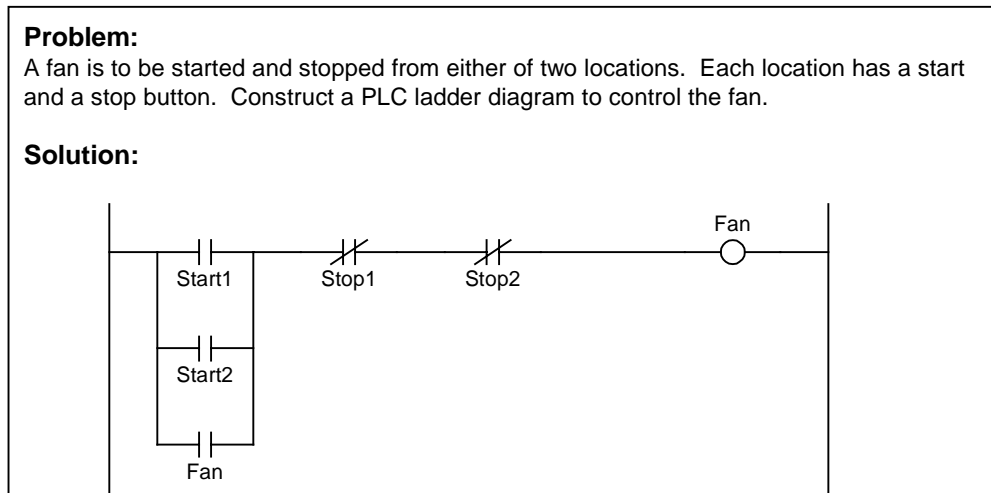 Problem:
A fan is to be started and stopped from either of two locations.  Each location has a start
and a stop button.  Construct a PLC ladder diagram to control the fan.
Solution:
Fan
Start1
Stop1
Stop2
Start2
Fan